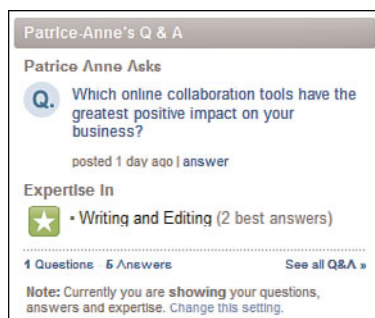 Patrice-Anne's Q & A
Patrice Anne Asks
Q.
Which online collaboration tools have the
greatest positive impact on your
business?
posted 1 day ago | answer
Expertise In
• Writing and Editing (2 best answers)
1 Questions 5 Answers
See all Q&A »
Note: Currently you are showing your questions,
answers and expertise. Change this setting.